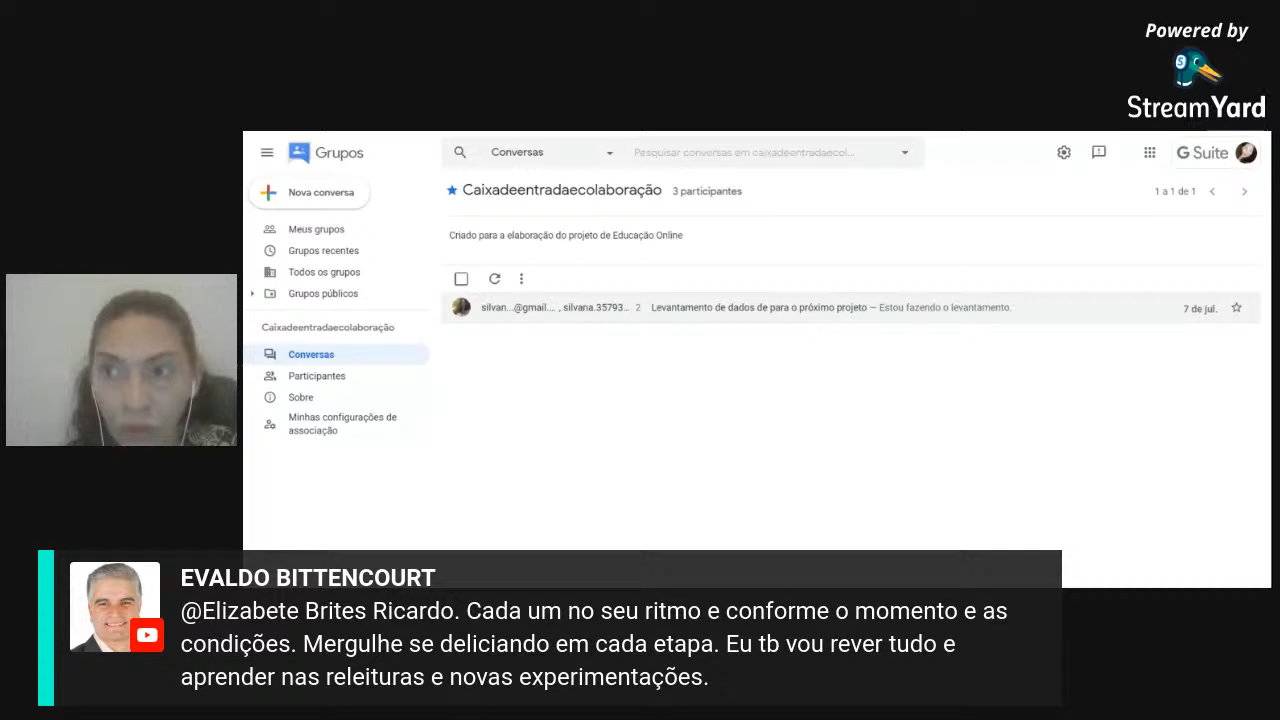 Powered by
StreamYard
Grupos
Conversas
Pesquisar conversas em caixadeentradaecol...
G Suite
Nova conversa
Caixadeentradaecolaboração 3 participantes
1 a 1 de 1
Criado para a elaboração do projeto de Educação Online
Meus grupos
Grupos recentes
Todos os grupos
Grupos públicos
silvan...@gmail.... , silvana.35793... 2 Levantamento de dados de para o próximo projeto — Estou fazendo o levantamento. 7 de jul.
Caixadeentradaecolaboração
Conversas
Participantes
Sobre
Minhas configurações de
associação
EVALDO BITTENCOURT
@Elizabete Brites Ricardo. Cada um no seu ritmo e conforme o momento e as
condições. Mergulhe se deliciando em cada etapa. Eu tb vou rever tudo e
aprender nas releituras e novas experimentações.